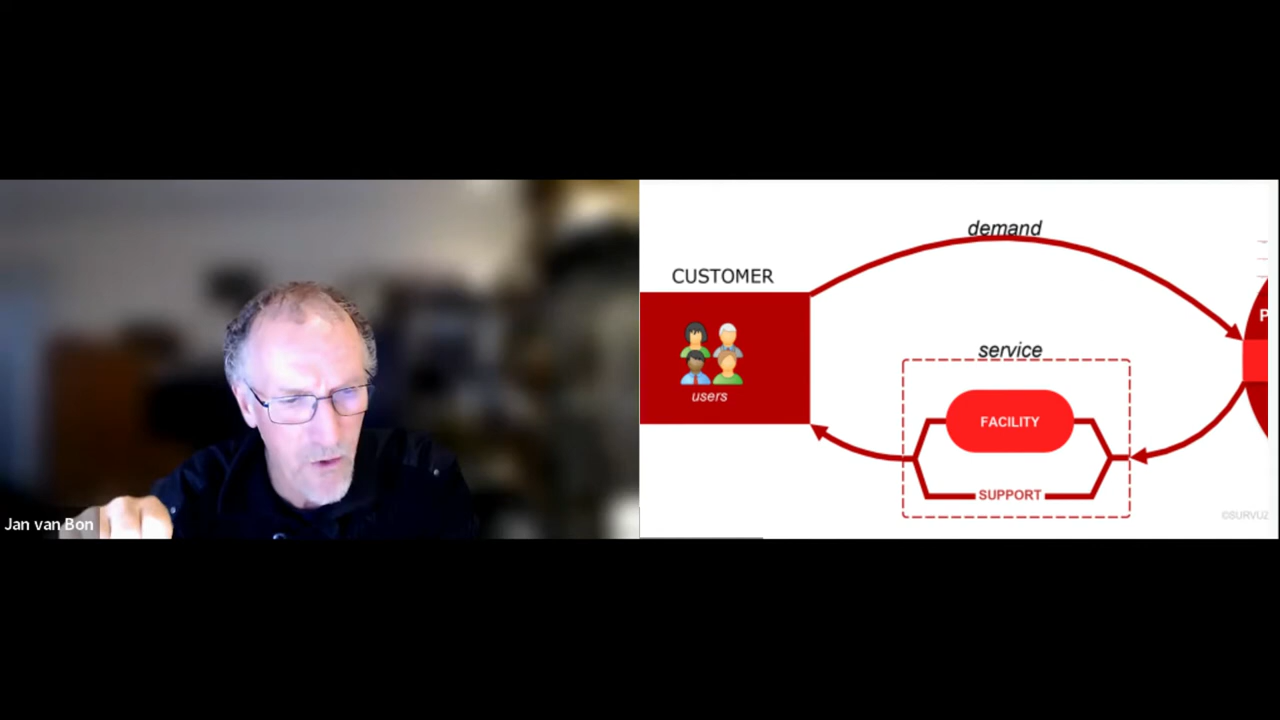 demand
CUSTOMER
P
service
users
FACILITY
SUPPORT
©SURVUZ
Jan van Bon